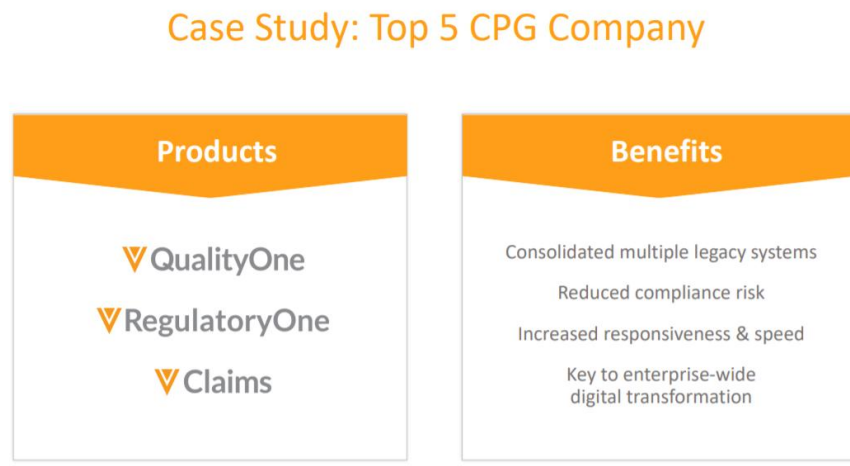 Case Study: Top 5 CPG Company
Products
QualityOne
RegulatoryOne
Claims
Benefits
Consolidated multiple legacy systems
Reduced compliance risk
Increased responsiveness & speed
Key to enterprise-wide
digital transformation